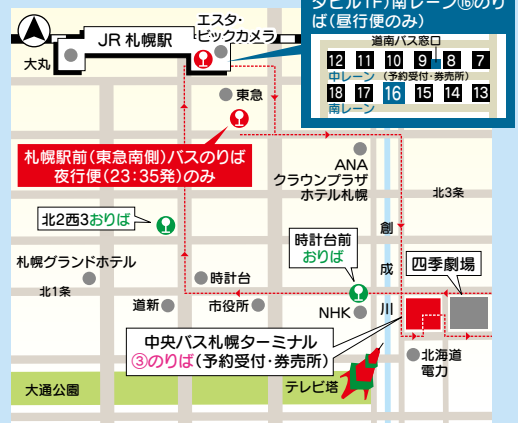 タビル1F)南レーン⑯のり
ば(昼行便のみ)
道南バス窓口
12 11 10 9 8 7
中レーン (予約受付・券売所)
18 17 16 15 14 13
南レーン
エスタ・
ビックカメラ
JR 札幌駅
大丸
東急
札幌駅前(東急南側)バスのりば
夜行便(23:35発)のみ
ANA
クラウンプラザ
ホテル札幌
北3条
北2西3おりば
創
成
川
時計台前
おりば
四季劇場
札幌グランドホテル
北1条
時計台
道新
市役所
NHK
中央バス札幌ターミナル
③のりば(予約受付・券売所)
北海道
電力
大通公園
テレビ塔